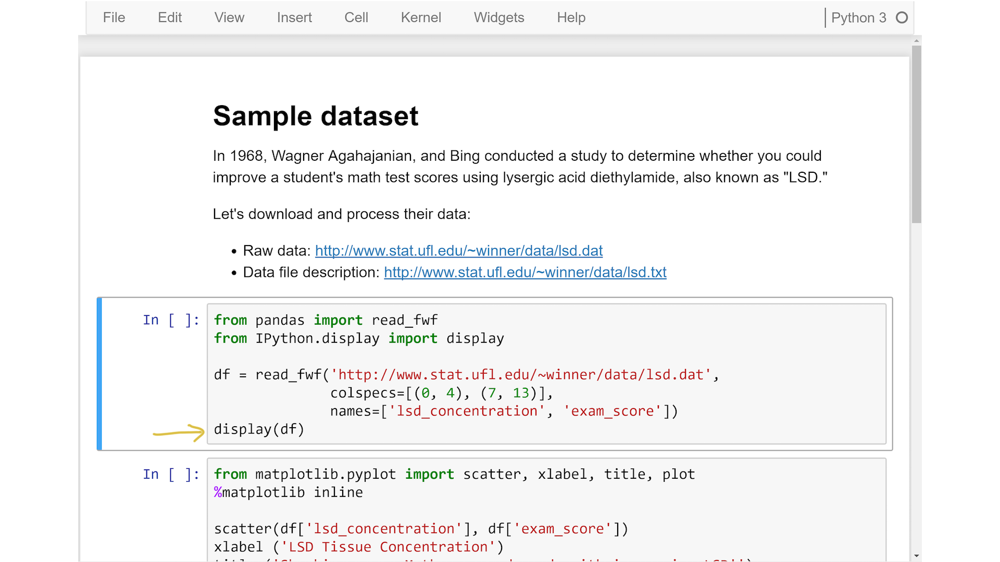 File Edit View Insert Cell Kernel Widgets Help Python 3
Sample dataset
In 1968, Wagner Agahajanian, and Bing conducted a study to determine whether you could
improve a student's math test scores using lysergic acid diethylamide, also known as "LSD."
Let's download and process their data:
• Raw data: http://www.stat.ufl.edu/~winner/data/lsd.dat
• Data file description: http://www.stat.ufl.edu/~winner/data/lsd.txt
In [ ]: from pandas import read_fwf
from IPython.display import display
df = read_fwf('http://www.stat.ufl.edu/~winner/data/lsd.dat',
colspecs=[(0, 4), (7, 13)],
names=['lsd_concentration', 'exam_score'])
display(df)
In [ ]: from matplotlib.pyplot import scatter, xlabel, title, plot
%matplotlib inline
scatter(df['lsd_concentration'], df['exam_score'])
xlabel ('LSD Tissue Concentration')